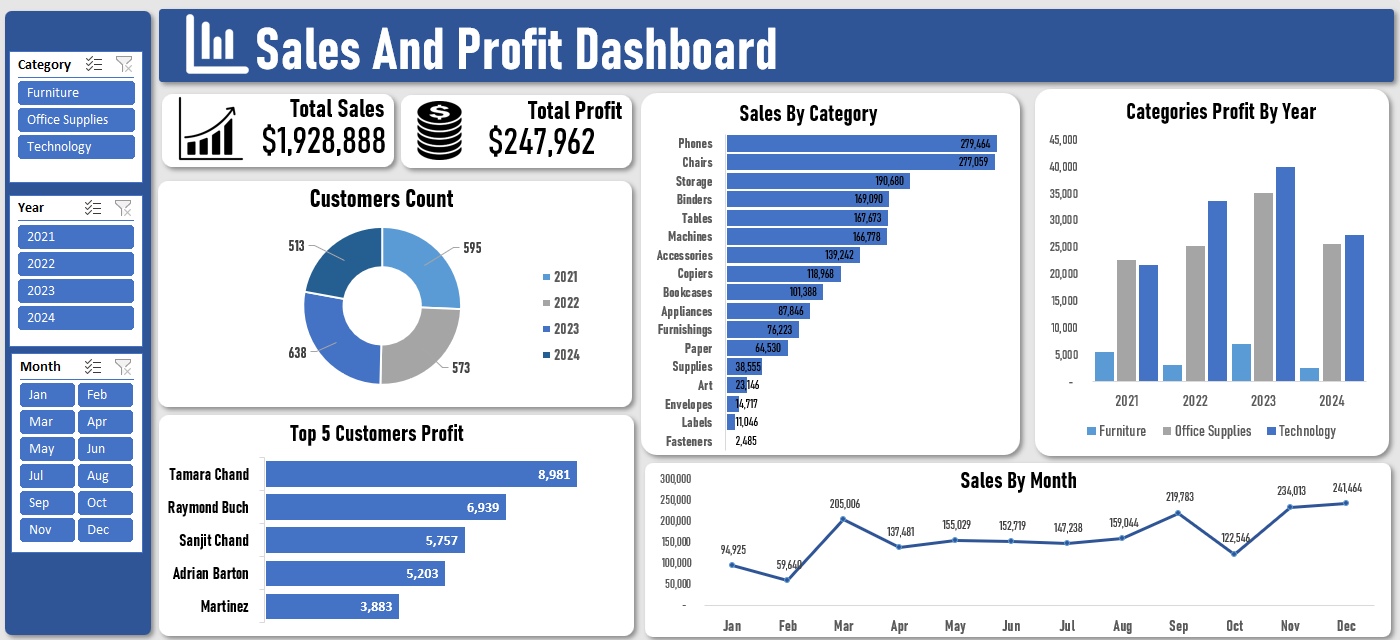 Sales And Profit Dashboard
Category
Furniture
Office Supplies
Technology
Year
2021
2022
2023
2024
Month
Jan Feb
Mar Apr
May Jun
Jul Aug
Sep Oct
Nov Dec
Total Sales
$1,928,888
Total Profit
$247,962
Customers Count
513
595
638
573
2021
2022
2023
2024
Top 5 Customers Profit
Tamara Chand 8,981
Raymond Buch 6,939
Sanjit Chand 5,757
Adrian Barton 5,203
Martinez 3,883
Sales By Category
Phones 279,464
Chairs 277,059
Storage 190,680
Binders 169,090
Tables 167,673
Machines 166,778
Accessories 139,242
Copiers 118,968
Bookcases 101,388
Appliances 87,846
Furnishings 76,223
Paper 64,530
Supplies 38,555
Art 23,146
Envelopes 14,717
Labels 11,046
Fasteners 2,485
Categories Profit By Year
45,000
40,000
35,000
30,000
25,000
20,000
15,000
10,000
5,000
-
2021 2022 2023 2024
Furniture Office Supplies Technology
Sales By Month
300,000
250,000
200,000
150,000
100,000
50,000
-
94,925 59,640 205,006 137,481 155,029 152,719 147,238 159,044 219,783 122,546 234,013 241,464
Jan Feb Mar Apr May Jun Jul Aug Sep Oct Nov Dec